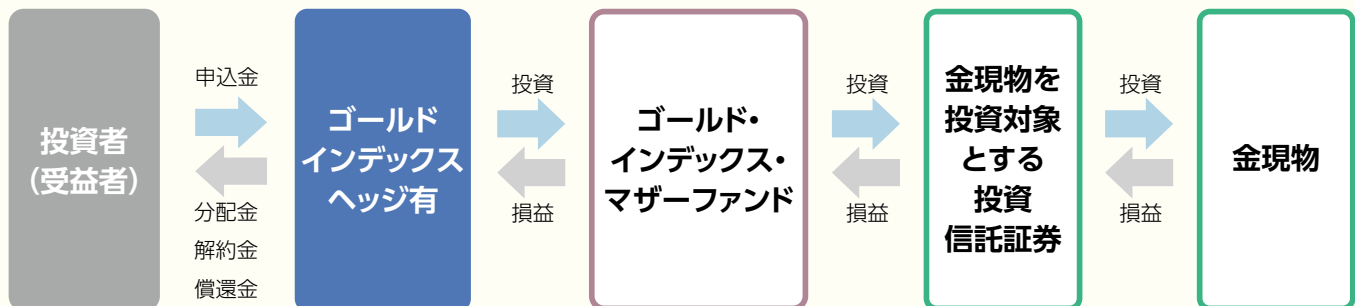 投資者
(受益者)
申込金
分配金
解約金
償還金
ゴールド
インデックス
ヘッジ有
投資
損益
ゴールド・
インデックス・
マザーファンド
投資
損益
金現物を
投資対象
とする
投資
信託証券
投資
損益
金現物